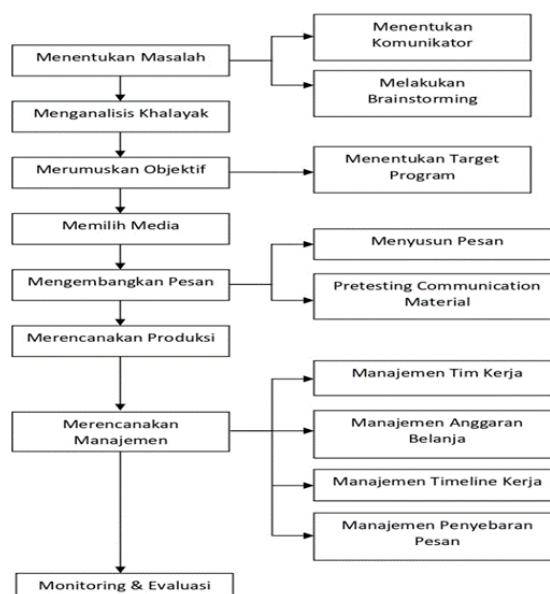 Menentukan Masalah
Menentukan
Komunikator
Melakukan
Brainstorming
Menganalisis Khalayak
Merumuskan Objektif
Menentukan Target
Program
Memilih Media
Mengembangkan Pesan
Menyusun Pesan
Pretesting Communication
Material
Merencanakan Produksi
Merencanakan
Manajemen
Manajemen Tim Kerja
Manajemen Anggaran
Belanja
Manajemen Timeline Kerja
Manajemen Penyebaran
Pesan
Monitoring & Evaluasi